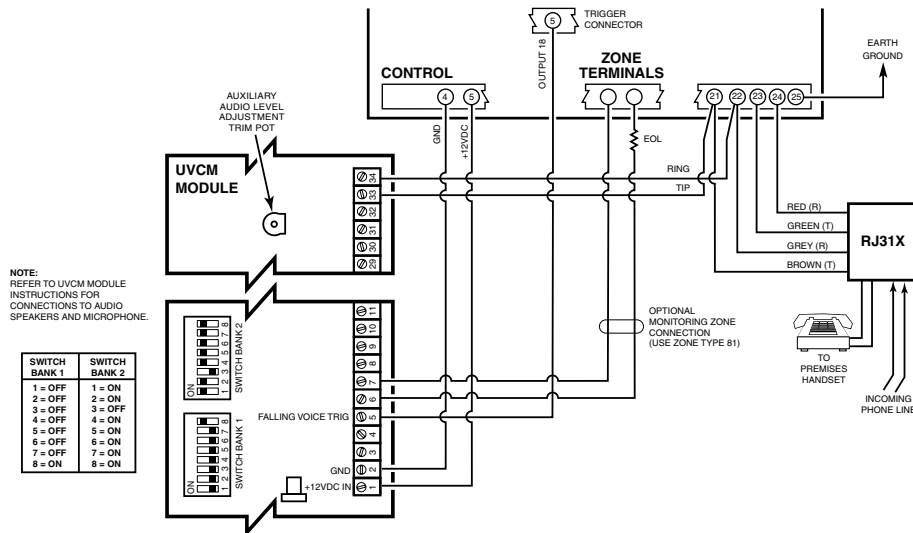 5
TRIGGER
CONNECTOR
OUTPUT 18
CONTROL
4
5
GND
+12VDC
ZONE
TERMINALS
EOL
21
22
23
24
25
EARTH
GROUND
AUXILIARY
AUDIO LEVEL
ADJUSTMENT
TRIM POT
UVCM
MODULE
34
33
32
31
30
29
RING
TIP
RED (R)
GREEN (T)
GREY (R)
BROWN (T)
RJ31X
NOTE:
REFER TO UVCM MODULE
INSTRUCTIONS FOR
CONNECTIONS TO AUDIO
SPEAKERS AND MICROPHONE.
SWITCH BANK 1 SWITCH BANK 2
1 = OFF 1 = ON
2 = OFF 2 = ON
3 = OFF 3 = OFF
4 = OFF 4 = ON
5 = OFF 5 = ON
6 = OFF 6 = ON
7 = OFF 7 = ON
8 = ON 8 = ON
ON
1 2 3 4 5 6 7 8
SWITCH BANK 2
ON
1 2 3 4 5 6 7 8
SWITCH BANK 1
11
10
9
8
7
6
5
4
3
2
1
FALLING VOICE TRIG
GND
+12VDC IN
OPTIONAL
MONITORING ZONE
CONNECTION
(USE ZONE TYPE 81)
TO
PREMISES
HANDSET
INCOMING
PHONE LINE